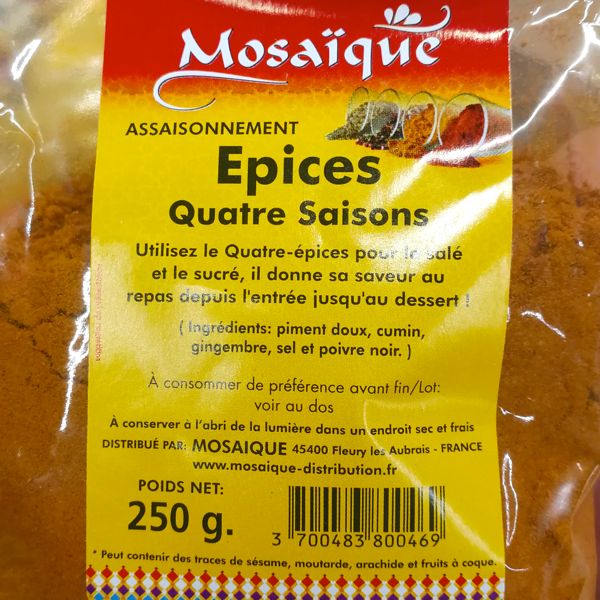 Mosaïque
ASSAISONNEMENT
Epices
Quatre Saisons
Utilisez le Quatre-épices pour le salé
et le sucré, il donne sa saveur au
repas depuis l'entrée jusqu'au dessert !
( Ingrédients: piment doux, cumin,
gingembre, sel et poivre noir. )
À consommer de préférence avant fin/Lot:
voir au dos
À conserver à l'abri de la lumière dans un endroit sec et frais
DISTRIBUÉ PAR: MOSAIQUE 45400 Fleury les Aubrais - FRANCE
www.mosaique-distribution.fr
POIDS NET:
250 g.
3 700483 800469
* Peut contenir des traces de sésame, moutarde, arachide et fruits à coque.